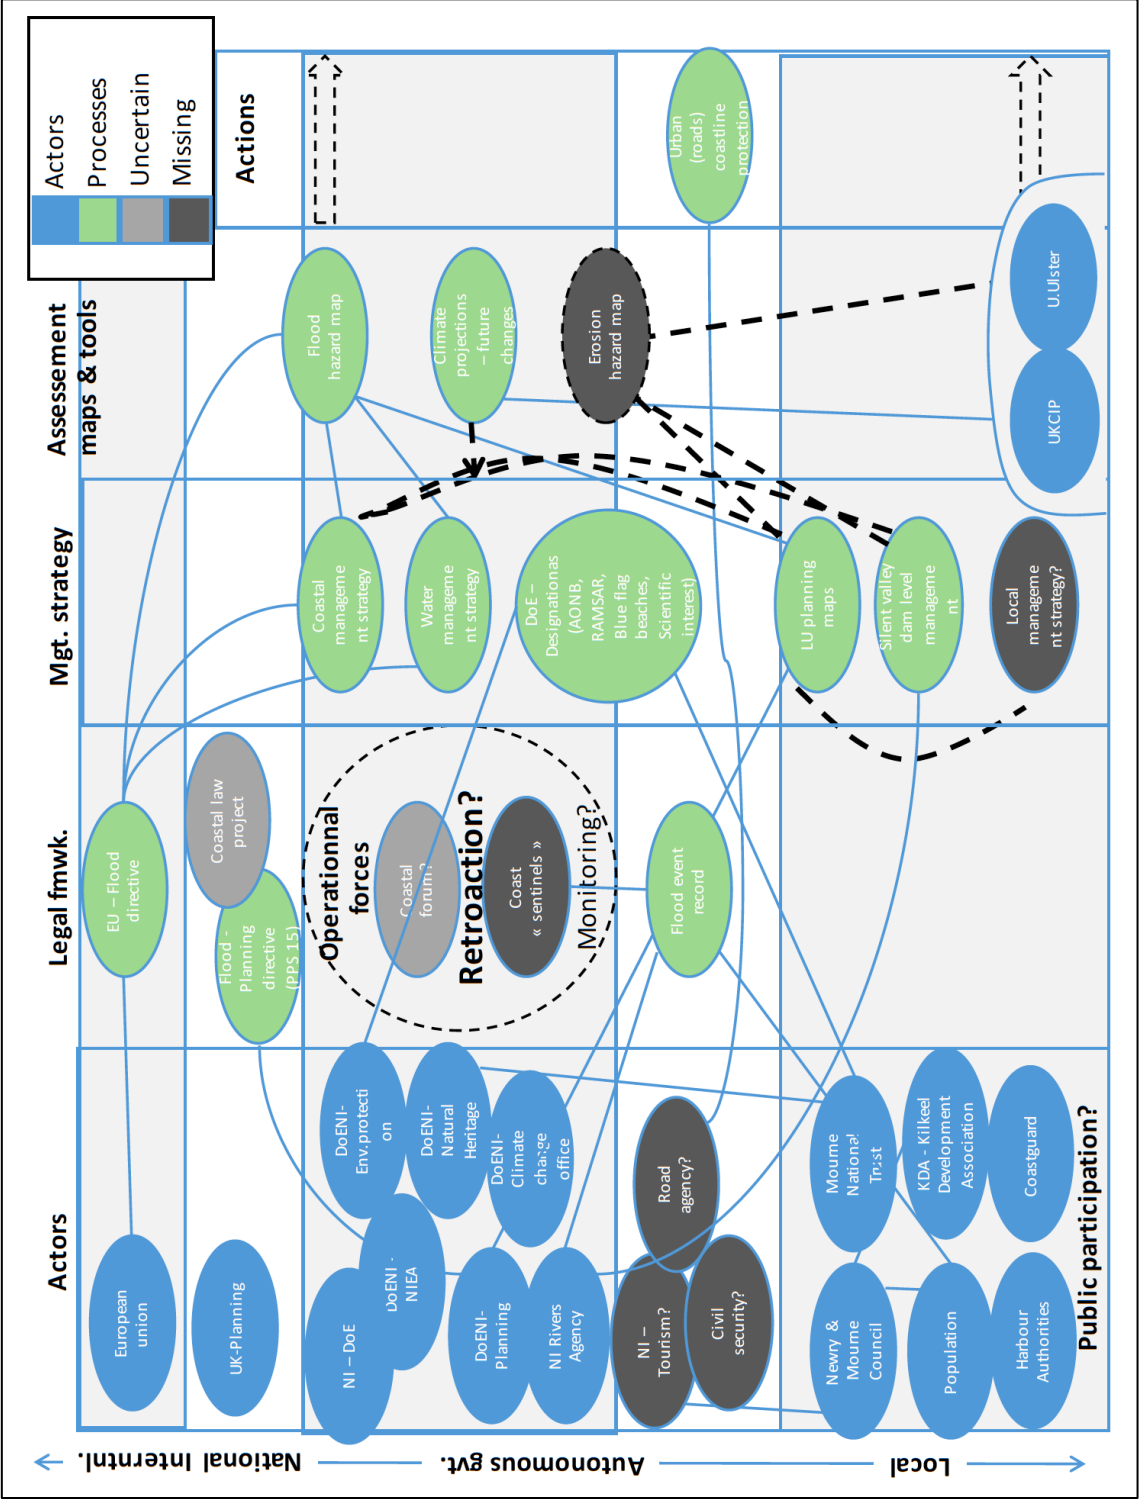 Actors
Processes
Uncertain
Missing
Actors
Legal fmwk.
Mgt. strategy
Assessement
maps & tools
Actions
Interntnl.
National
Autonomous gvt.
Local
European
union
EU – Flood
directive
UK-Planning
Flood -
Planning
directive
(PPS 15)
Coastal law
project
NI – DoE
DoENI -
NIEA
DoENI-
Env.protecti
on
DoENI-
Natural
Heritage
DoENI-
Climate
change
office
DoENI-
Planning
NI Rivers
Agency
Operational
forces
Coastal
forum?
Retroaction?
Coast
« sentinels »
Monitoring?
Coastal
manageme
nt strategy
Water
manageme
nt strategy
DoE –
Designationas
(AONB,
RAMSAR,
Blue flag
beaches,
Scientific
interest)
Flood
hazard map
Climate
projections
– future
changes
Erosion
hazard map
NI –
Tourism?
Road
agency?
Civil
security?
Flood event
record
Urban
(roads)
coastline
protection
Newry &
Mourne
Council
Mourne
National
Trust
Population
KDA - Kilkeel
Development
Association
Harbour
Authorities
Coastguard
Public participation?
LU planning
maps
Silent valley
dam level
manageme
nt
Local
manageme
nt strategy?
UKCIP
U.Ulster